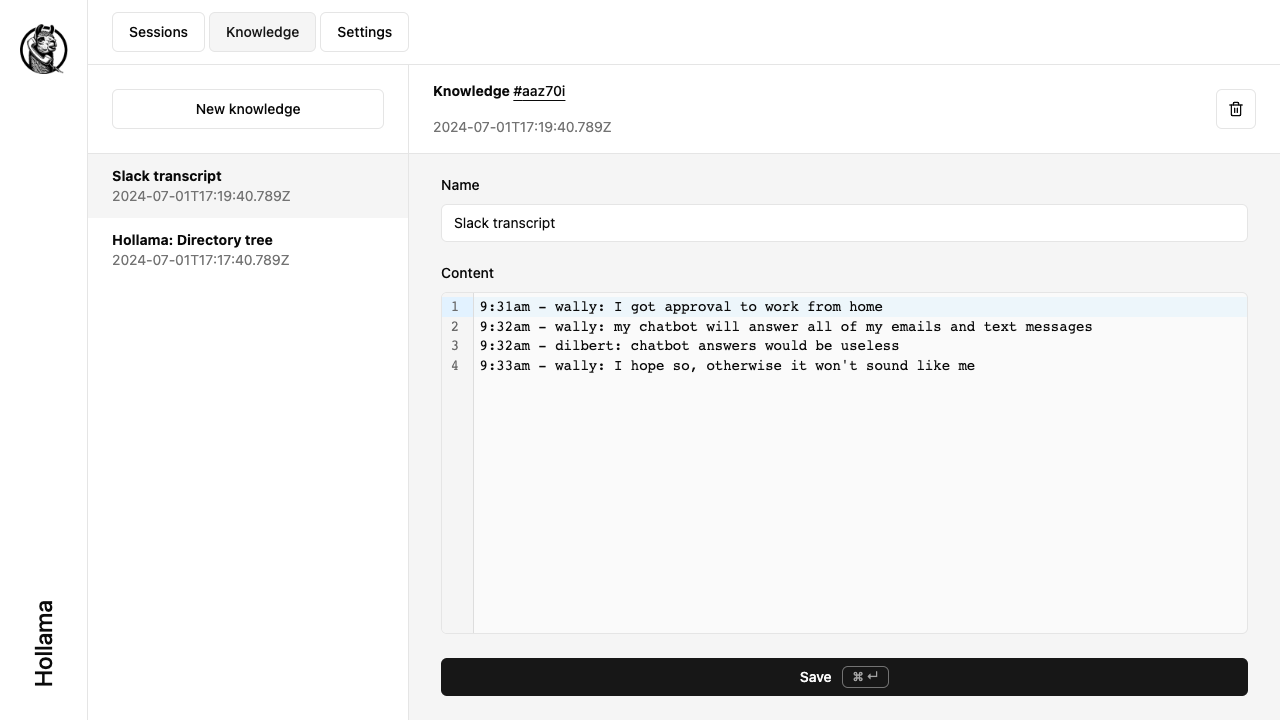 Sessions
Knowledge
Settings
New knowledge
Slack transcript
2024-07-01T17:19:40.789Z
Hollama: Directory tree
2024-07-01T17:17:40.789Z
Hollama
Knowledge #aaz70i
2024-07-01T17:19:40.789Z
Name
Slack transcript
Content
1 9:31am - wally: I got approval to work from home
2 9:32am - wally: my chatbot will answer all of my emails and text messages
3 9:32am - dilbert: chatbot answers would be useless
4 9:33am - wally: I hope so, otherwise it won't sound like me
Save ⌘ ↵